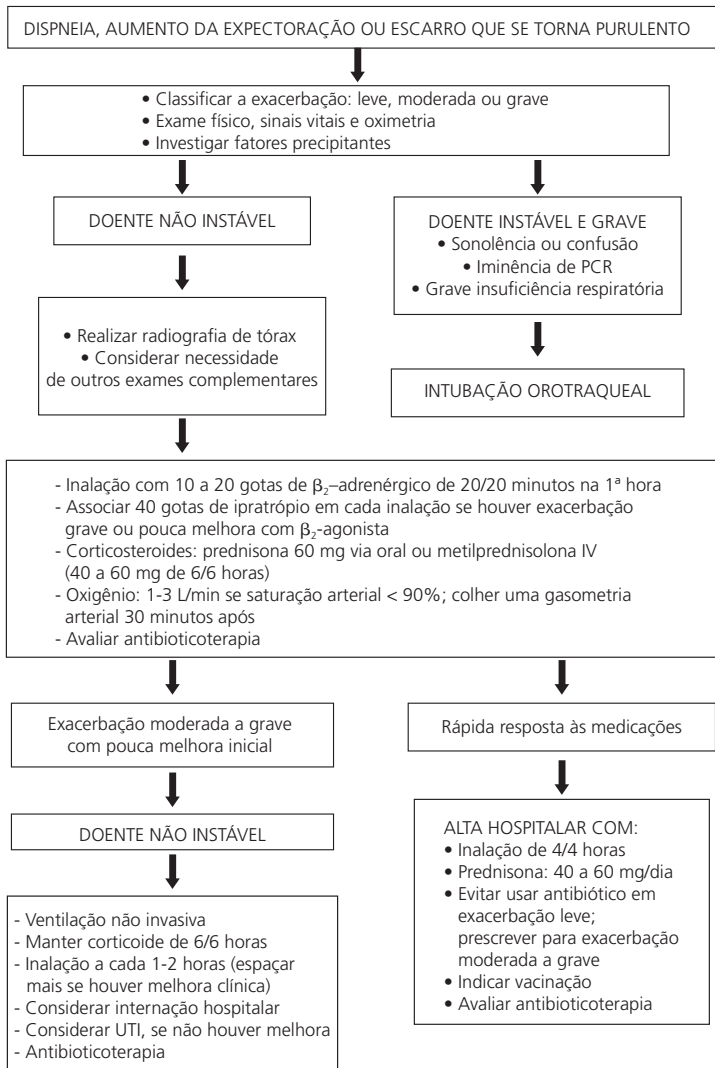 DISPNEIA, AUMENTO DA EXPECTORAÇÃO OU ESCARRO QUE SE TORNA PURULENTO
• Classificar a exacerbação: leve, moderada ou grave
• Exame físico, sinais vitais e oximetria
• Investigar fatores precipitantes
DOENTE NÃO INSTÁVEL
DOENTE INSTÁVEL E GRAVE
• Sonolência ou confusão
• Iminência de PCR
• Grave insuficiência respiratória
• Realizar radiografia de tórax
• Considerar necessidade
de outros exames complementares
INTUBAÇÃO OROTRAQUEAL
- Inalação com 10 a 20 gotas de β₂–adrenérgico de 20/20 minutos na 1ª hora
- Associar 40 gotas de ipratrópio em cada inalação se houver exacerbação
grave ou pouca melhora com β₂-agonista
- Corticosteroides: prednisona 60 mg via oral ou metilprednisolona IV
(40 a 60 mg de 6/6 horas)
- Oxigênio: 1-3 L/min se saturação arterial < 90%; colher uma gasometria
arterial 30 minutos após
- Avaliar antibioticoterapia
Exacerbação moderada a grave
com pouca melhora inicial
Rápida resposta às medicações
DOENTE NÃO INSTÁVEL
- Ventilação não invasiva
- Manter corticoide de 6/6 horas
- Inalação a cada 1-2 horas (espaçar
mais se houver melhora clínica)
- Considerar internação hospitalar
- Considerar UTI, se não houver melhora
- Antibioticoterapia
ALTA HOSPITALAR COM:
• Inalação de 4/4 horas
• Prednisona: 40 a 60 mg/dia
• Evitar usar antibiótico em
exacerbação leve;
prescrever para exacerbação
moderada a grave
• Indicar vacinação
• Avaliar antibioticoterapia